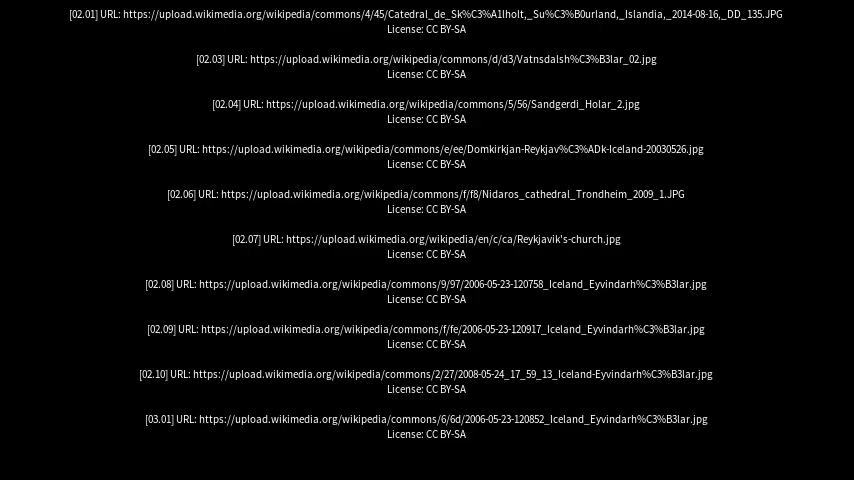 [02.01] URL: https://upload.wikimedia.org/wikipedia/commons/4/45/Catedral_de_Sk%C3%A1lholt,_Su%C3%B0urland,_Islandia,_2014-08-16,_DD_135.JPG
License: CC BY-SA
[02.03] URL: https://upload.wikimedia.org/wikipedia/commons/d/d3/Vatnsdalsh%C3%B3lar_02.jpg
License: CC BY-SA
[02.04] URL: https://upload.wikimedia.org/wikipedia/commons/5/56/Sandgerdi_Holar_2.jpg
License: CC BY-SA
[02.05] URL: https://upload.wikimedia.org/wikipedia/commons/e/ee/Domkirkjan-Reykjav%C3%ADk-Iceland-20030526.jpg
License: CC BY-SA
[02.06] URL: https://upload.wikimedia.org/wikipedia/commons/f/f8/Nidaros_cathedral_Trondheim_2009_1.JPG
License: CC BY-SA
[02.07] URL: https://upload.wikimedia.org/wikipedia/en/c/ca/Reykjavik's-church.jpg
License: CC BY-SA
[02.08] URL: https://upload.wikimedia.org/wikipedia/commons/9/97/2006-05-23-120758_Iceland_Eyvindarh%C3%B3lar.jpg
License: CC BY-SA
[02.09] URL: https://upload.wikimedia.org/wikipedia/commons/f/fe/2006-05-23-120917_Iceland_Eyvindarh%C3%B3lar.jpg
License: CC BY-SA
[02.10] URL: https://upload.wikimedia.org/wikipedia/commons/2/27/2008-05-24_17_59_13_Iceland-Eyvindarh%C3%B3lar.jpg
License: CC BY-SA
[03.01] URL: https://upload.wikimedia.org/wikipedia/commons/6/6d/2006-05-23-120852_Iceland_Eyvindarh%C3%B3lar.jpg
License: CC BY-SA